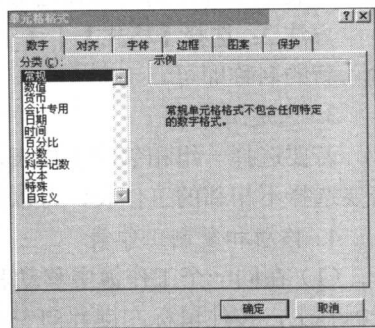 单元格格式
数字 对齐 字体 边框 图案 保护
分类(C):
示例
常规
数值
货币
会计专用
日期
时间
百分比
分数
科学记数
文本
特殊
自定义
常规单元格格式不包含任何特定
的数字格式。
确定 取消